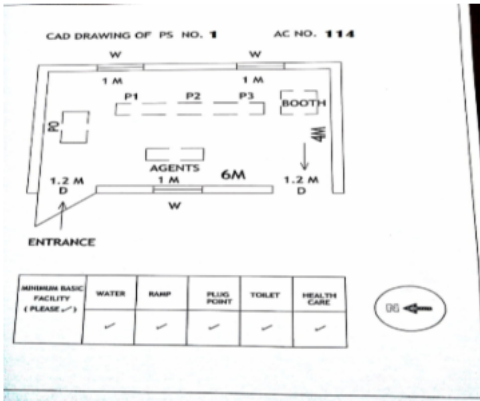 CAD DRAWING OF PS NO. 1 AC NO. 114
W W
1 M 1 M
P1 P2 P3
BOOTH
PO
4M
AGENTS
1.2 M 1 M 6M 1.2 M
D D
W
ENTRANCE
MINIMUM BASIC FACILITY ( PLEASE ✓ ) WATER RAMP PLUG POINT TOILET HEALTH CARE
✓ ✓ ✓ ✓ ✓